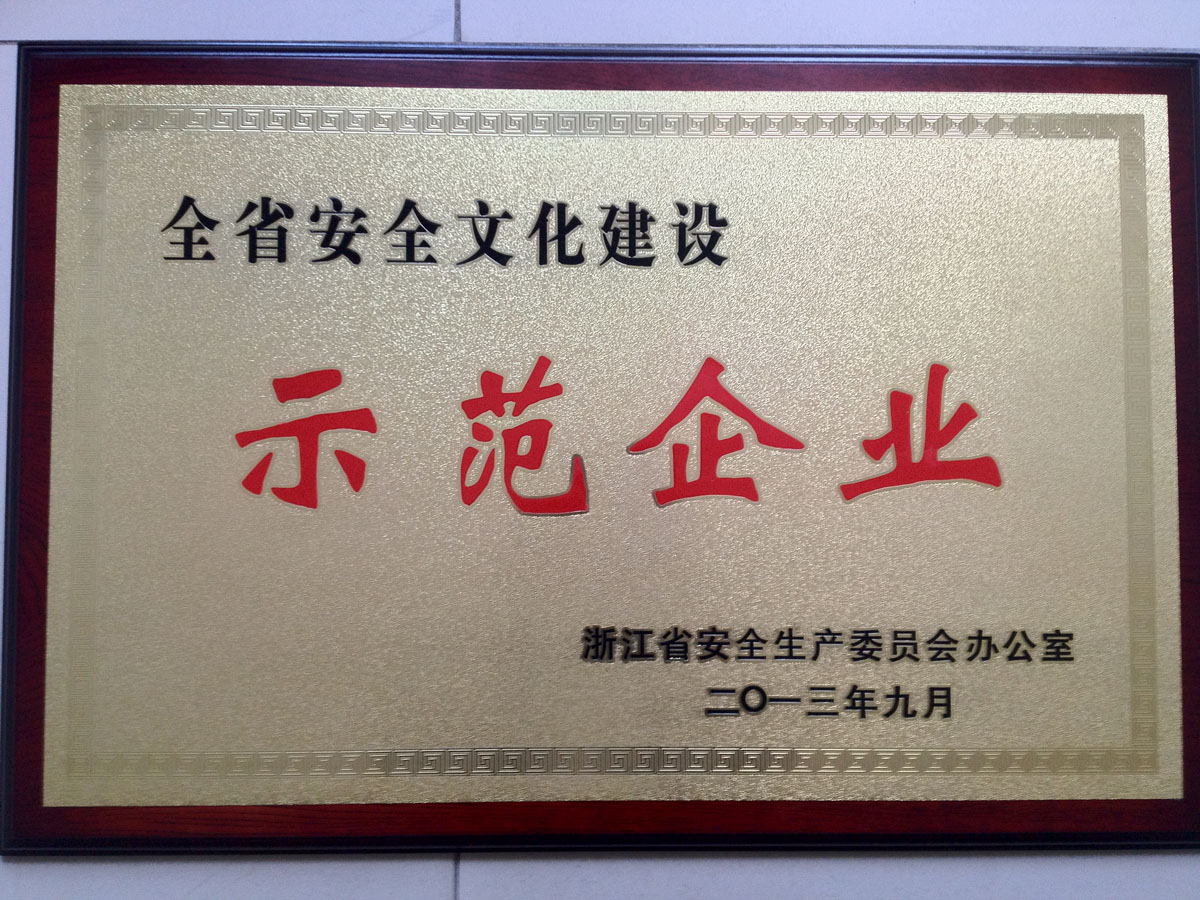 全省安全文化建设
示范企业
浙江省安全生产委员会办公室
二〇一三年九月